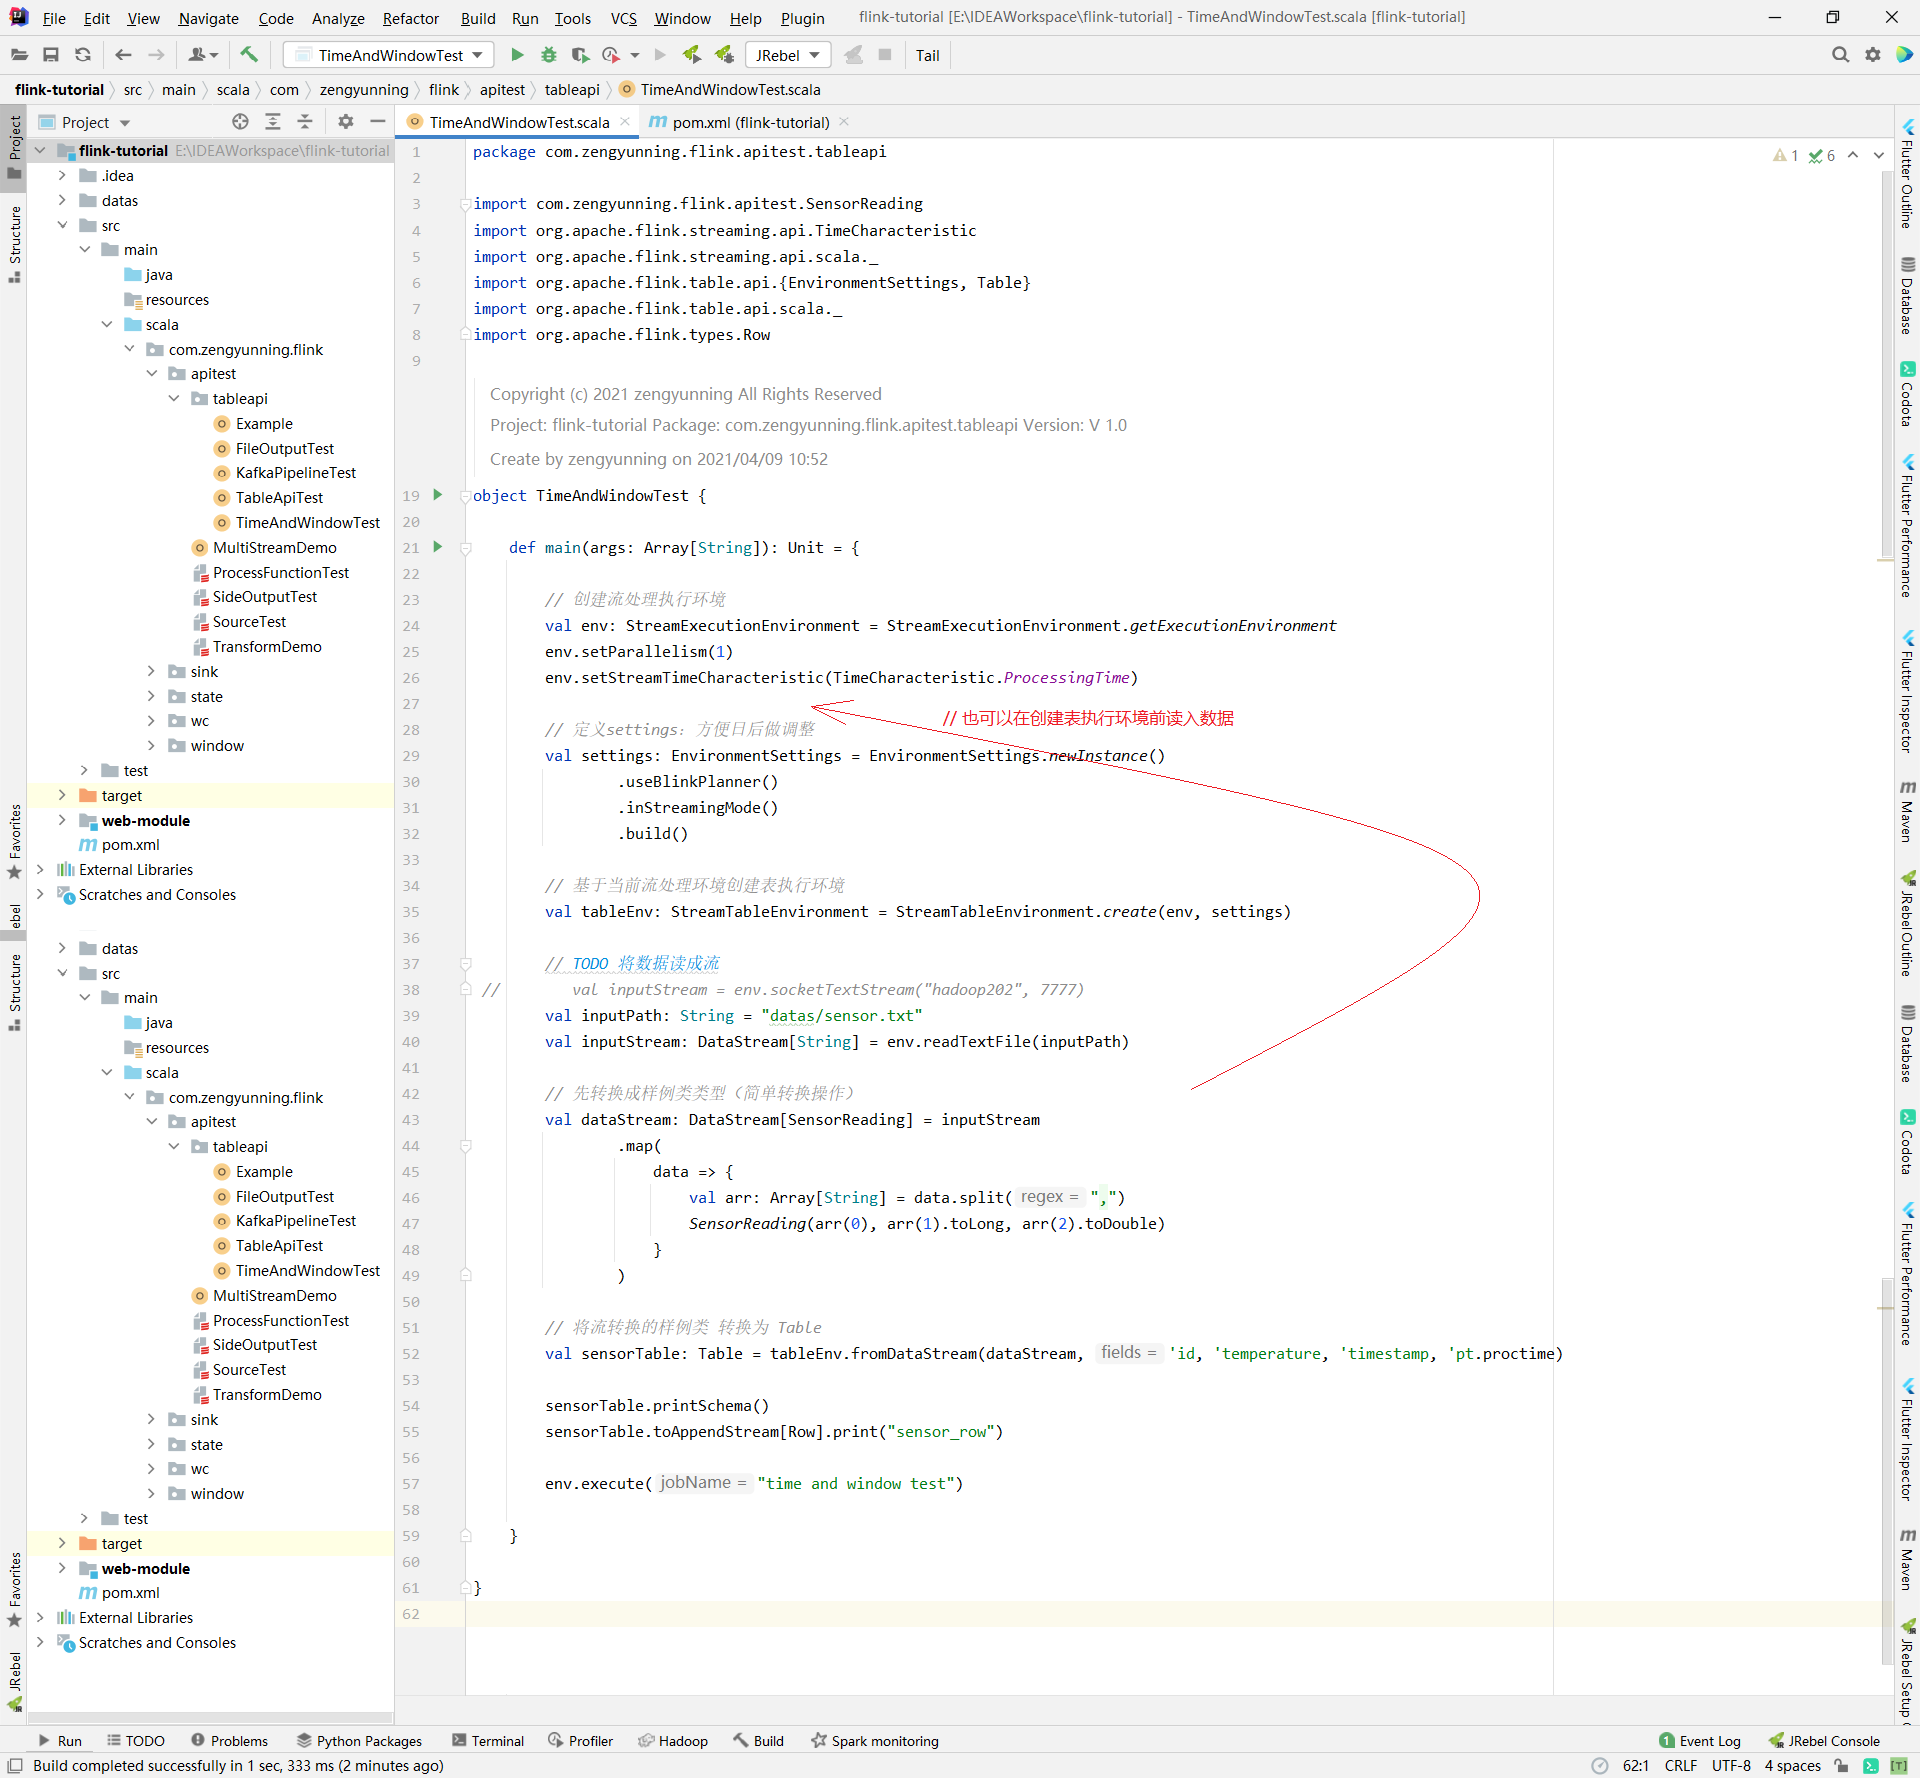 File Edit View Navigate Code Analyze Refactor Build Run Tools VCS Window Help Plugin flink-tutorial [E:\IDEAWorkspace\flink-tutorial] - TimeAndWindowTest.scala [flink-tutorial]
TimeAndWindowTest JRebel Tail
flink-tutorial src main scala com zengyunning flink apitest tableapi TimeAndWindowTest.scala
Project
TimeAndWindowTest.scala
pom.xml (flink-tutorial)
flink-tutorial E:\IDEAWorkspace\flink-tutorial
.idea
datas
src
main
java
resources
scala
com.zengyunning.flink
apitest
tableapi
Example
FileOutputTest
KafkaPipelineTest
TableApiTest
TimeAndWindowTest
MultiStreamDemo
ProcessFunctionTest
SideOutputTest
SourceTest
TransformDemo
sink
state
wc
window
test
target
web-module
pom.xml
External Libraries
Scratches and Consoles
datas
src
main
java
resources
scala
com.zengyunning.flink
apitest
tableapi
Example
FileOutputTest
KafkaPipelineTest
TableApiTest
TimeAndWindowTest
MultiStreamDemo
ProcessFunctionTest
SideOutputTest
SourceTest
TransformDemo
sink
state
wc
window
test
target
web-module
pom.xml
External Libraries
Scratches and Consoles
Project
Structure
Favorites
ebel
Structure
Favorites
JRebel
1 package com.zengyunning.flink.apitest.tableapi
2
3 import com.zengyunning.flink.apitest.SensorReading
4 import org.apache.flink.streaming.api.TimeCharacteristic
5 import org.apache.flink.streaming.api.scala._
6 import org.apache.flink.table.api.{EnvironmentSettings, Table}
7 import org.apache.flink.table.api.scala._
8 import org.apache.flink.types.Row
9
Copyright (c) 2021 zengyunning All Rights Reserved
Project: flink-tutorial Package: com.zengyunning.flink.apitest.tableapi Version: V 1.0
Create by zengyunning on 2021/04/09 10:52
19 object TimeAndWindowTest {
20
21 def main(args: Array[String]): Unit = {
22
23 // 创建流处理执行环境
24 val env: StreamExecutionEnvironment = StreamExecutionEnvironment.getExecutionEnvironment
25 env.setParallelism(1)
26 env.setStreamTimeCharacteristic(TimeCharacteristic.ProcessingTime)
27
// 也可以在创建表执行环境前读入数据
28 // 定义settings：方便日后做调整
29 val settings: EnvironmentSettings = EnvironmentSettings.newInstance()
30 .useBlinkPlanner()
31 .inStreamingMode()
32 .build()
33
34 // 基于当前流处理环境创建表执行环境
35 val tableEnv: StreamTableEnvironment = StreamTableEnvironment.create(env, settings)
36
37 // TODO 将数据读成流
38 // val inputStream = env.socketTextStream("hadoop202", 7777)
39 val inputPath: String = "datas/sensor.txt"
40 val inputStream: DataStream[String] = env.readTextFile(inputPath)
41
42 // 先转换成样例类类型（简单转换操作）
43 val dataStream: DataStream[SensorReading] = inputStream
44 .map(
45 data => {
46 val arr: Array[String] = data.split( regex = ",")
47 SensorReading(arr(0), arr(1).toLong, arr(2).toDouble)
48 }
49 )
50
51 // 将流转换的样例类 转换为 Table
52 val sensorTable: Table = tableEnv.fromDataStream(dataStream, fields = 'id, 'temperature, 'timestamp, 'pt.proctime)
53
54 sensorTable.printSchema()
55 sensorTable.toAppendStream[Row].print("sensor_row")
56
57 env.execute( jobName = "time and window test")
58
59 }
60
61 }
62
1 6
Flutter Outline
Database
Codota
Flutter Performance
Flutter Inspector
Maven
JRebel Outline
Database
Codota
Flutter Performance
Flutter Inspector
Maven
JRebel Setup
Run TODO Problems Python Packages Terminal Profiler Hadoop Build Spark monitoring 1 Event Log JRebel Console
Build completed successfully in 1 sec, 333 ms (2 minutes ago) 62:1 CRLF UTF-8 4 spaces [T]